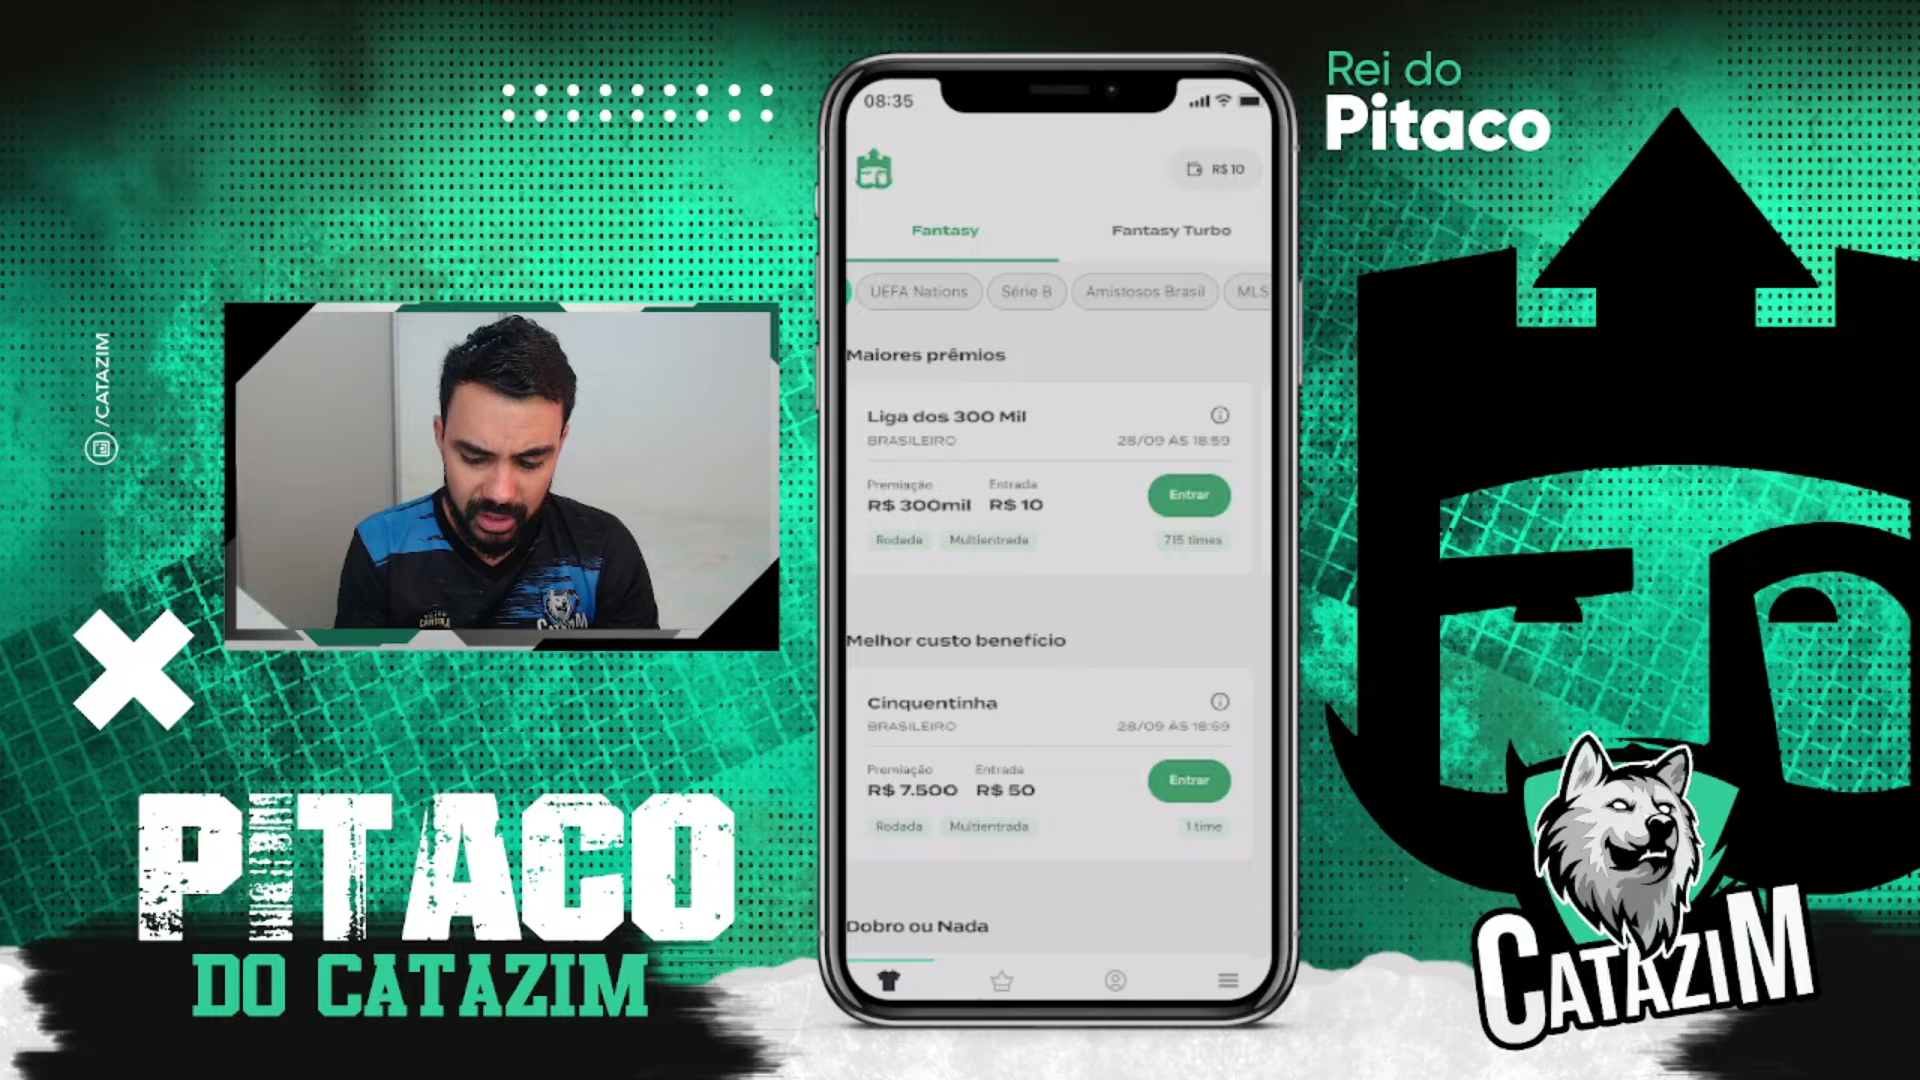 Rei do
Pitaco
08:35
R$ 10
Fantasy
Fantasy Turbo
UEFA Nations
Série B
Amistosos Brasil
MLS
Maiores prêmios
Liga dos 300 Mil
BRASILEIRO
28/09 ÀS 18:59
Premiação
Entrada
R$ 300mil
R$ 10
Entrar
Rodada
Multientrada
715 times
Melhor custo benefício
Cinquentinha
BRASILEIRO
28/09 ÀS 18:59
Premiação
Entrada
R$ 7.500
R$ 50
Entrar
Rodada
Multientrada
1 time
Dobro ou Nada
/CATAZIM
CARTOLA
CATAZIM
PITACO
DO CATAZIM
CATAZIM